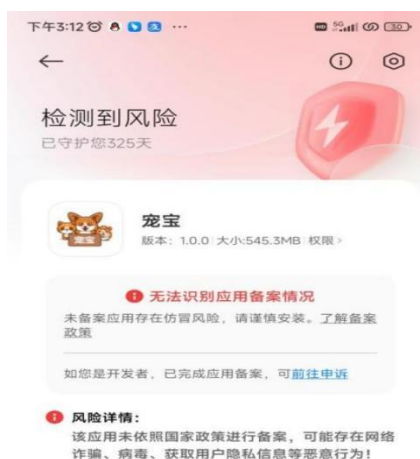 下午3:12
5G 30
检测到风险
已守护您325天
宠宝
宠宝
版本：1.0.0 大小:545.3MB 权限
无法识别应用备案情况
未备案应用存在仿冒风险，请谨慎安装。了解备案
政策
如您是开发者，已完成应用备案，可前往申诉
风险详情：
该应用未依照国家政策进行备案，可能存在网络
诈骗、病毒、获取用户隐私信息等恶意行为！